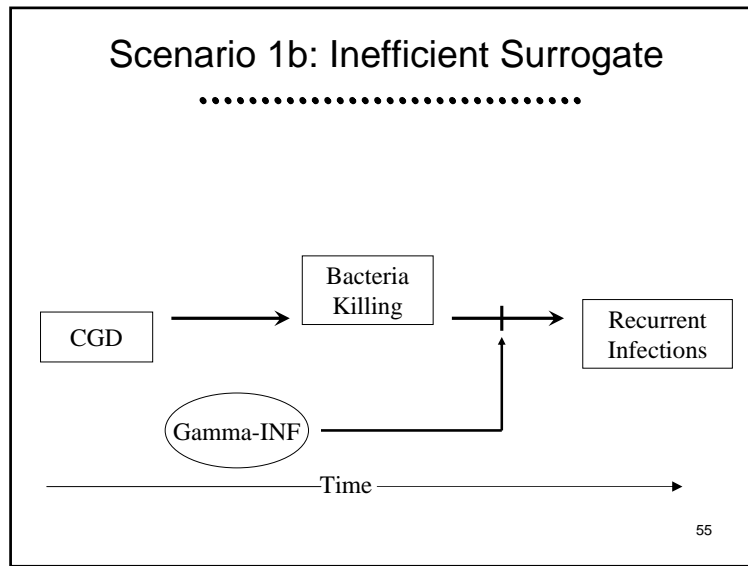 Scenario 1b: Inefficient Surrogate
Bacteria
Killing
CGD
Recurrent
Infections
Gamma-INF
Time
55